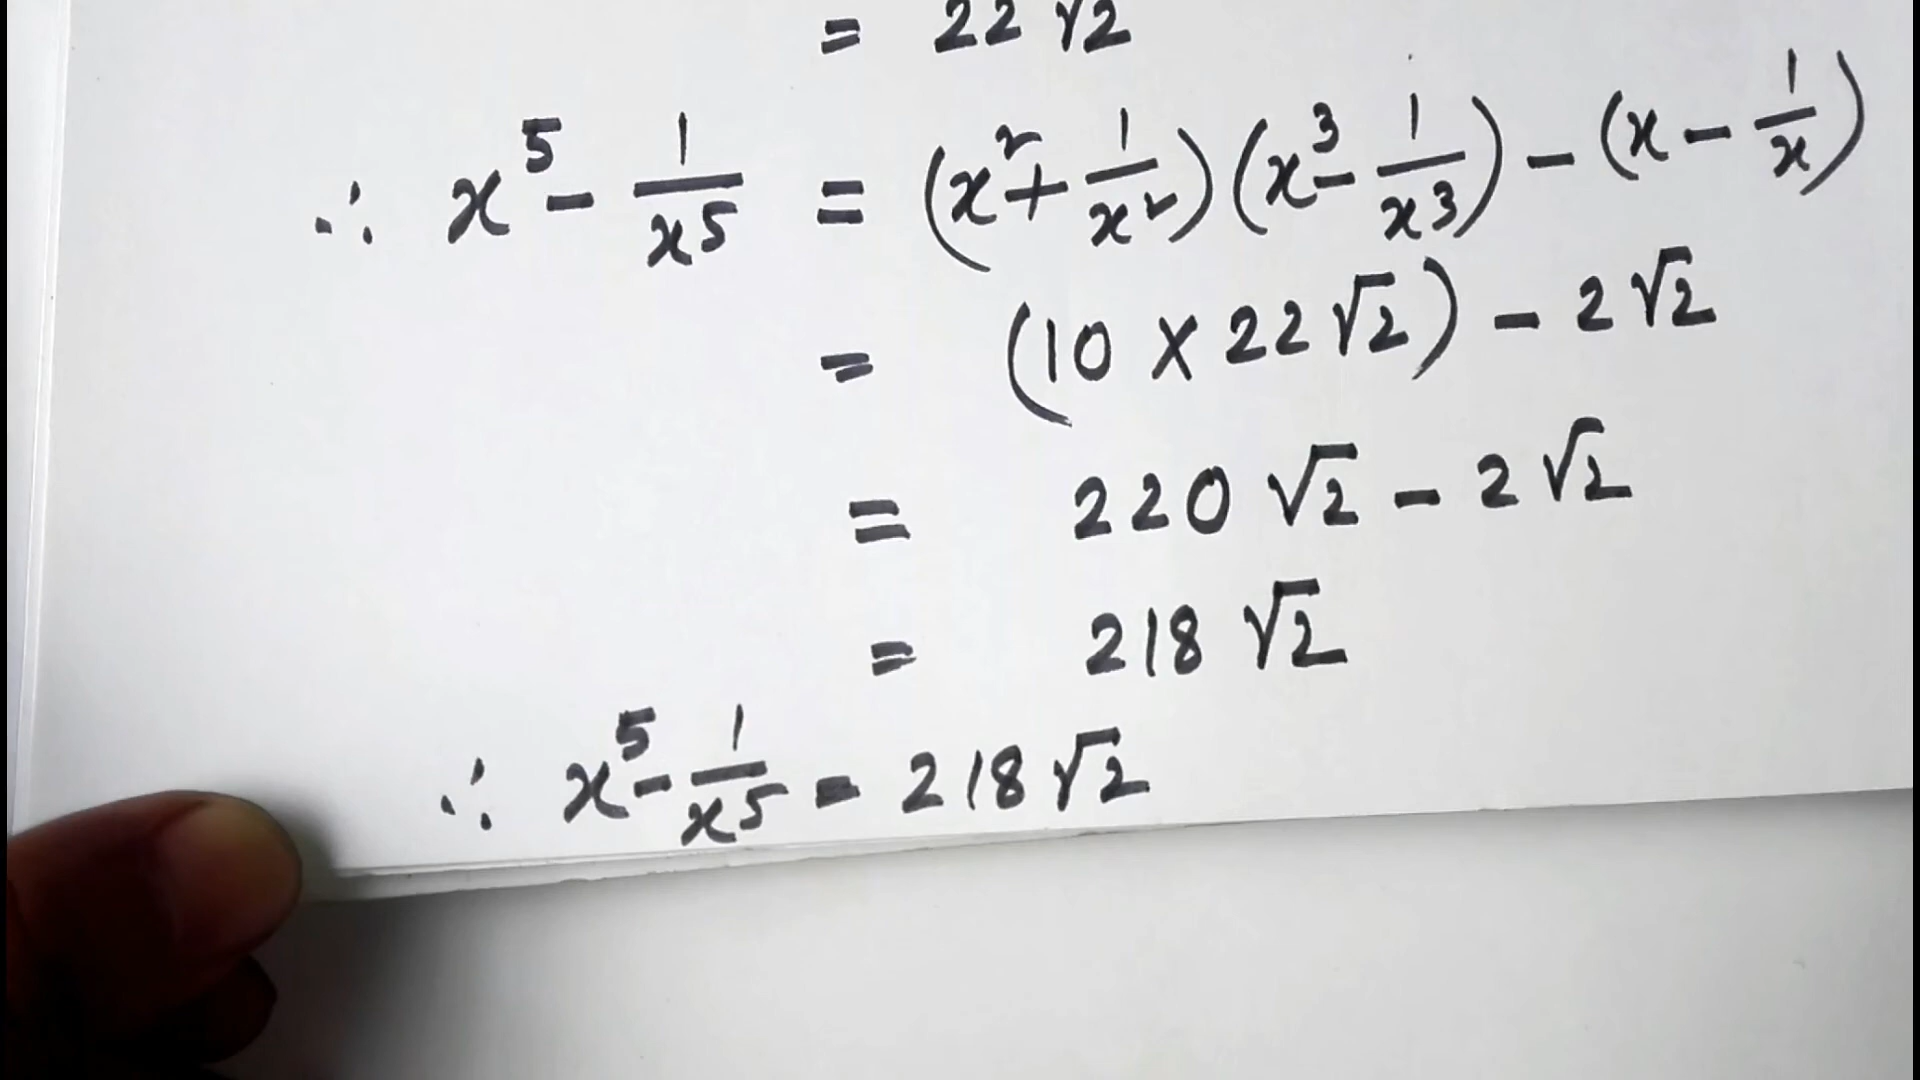 = 22 √2
∴ x⁵ - 1/x⁵ = (x² + 1/x²)(x³ - 1/x³) - (x - 1/x)
= (10 × 22√2) - 2√2
= 220√2 - 2√2
= 218√2
∴ x⁵ - 1/x⁵ = 218√2